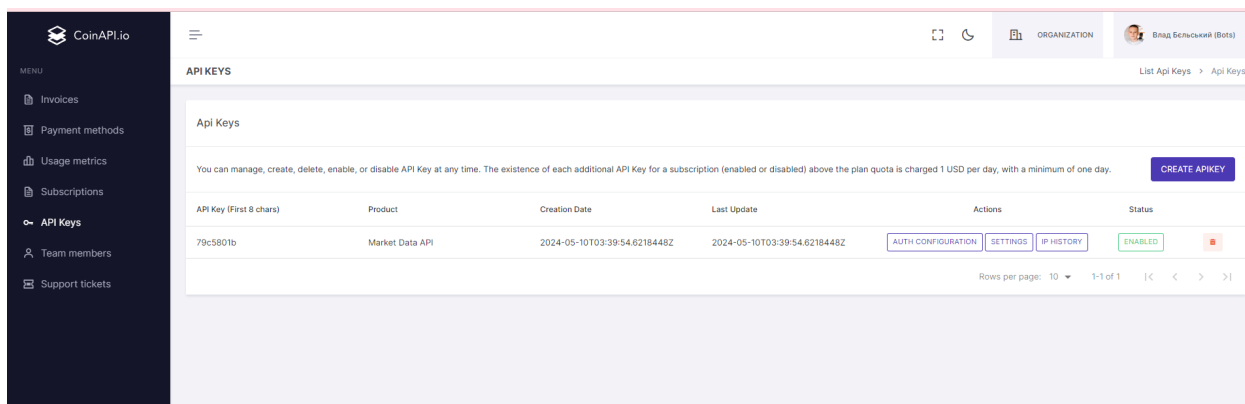 CoinAPI.io
ORGANIZATION
Влад Бєльський (Bots)
MENU
API KEYS
List Api Keys > Api Keys
Invoices
Payment methods
Usage metrics
Subscriptions
API Keys
Team members
Support tickets
Api Keys
You can manage, create, delete, enable, or disable API Key at any time. The existence of each additional API Key for a subscription (enabled or disabled) above the plan quota is charged 1 USD per day, with a minimum of one day.
CREATE APIKEY
API Key (First 8 chars) Product Creation Date Last Update Actions Status
79c5801b Market Data API 2024-05-10T03:39:54.6218448Z 2024-05-10T03:39:54.6218448Z AUTH CONFIGURATION SETTINGS IP HISTORY ENABLED
Rows per page: 10 1-1 of 1